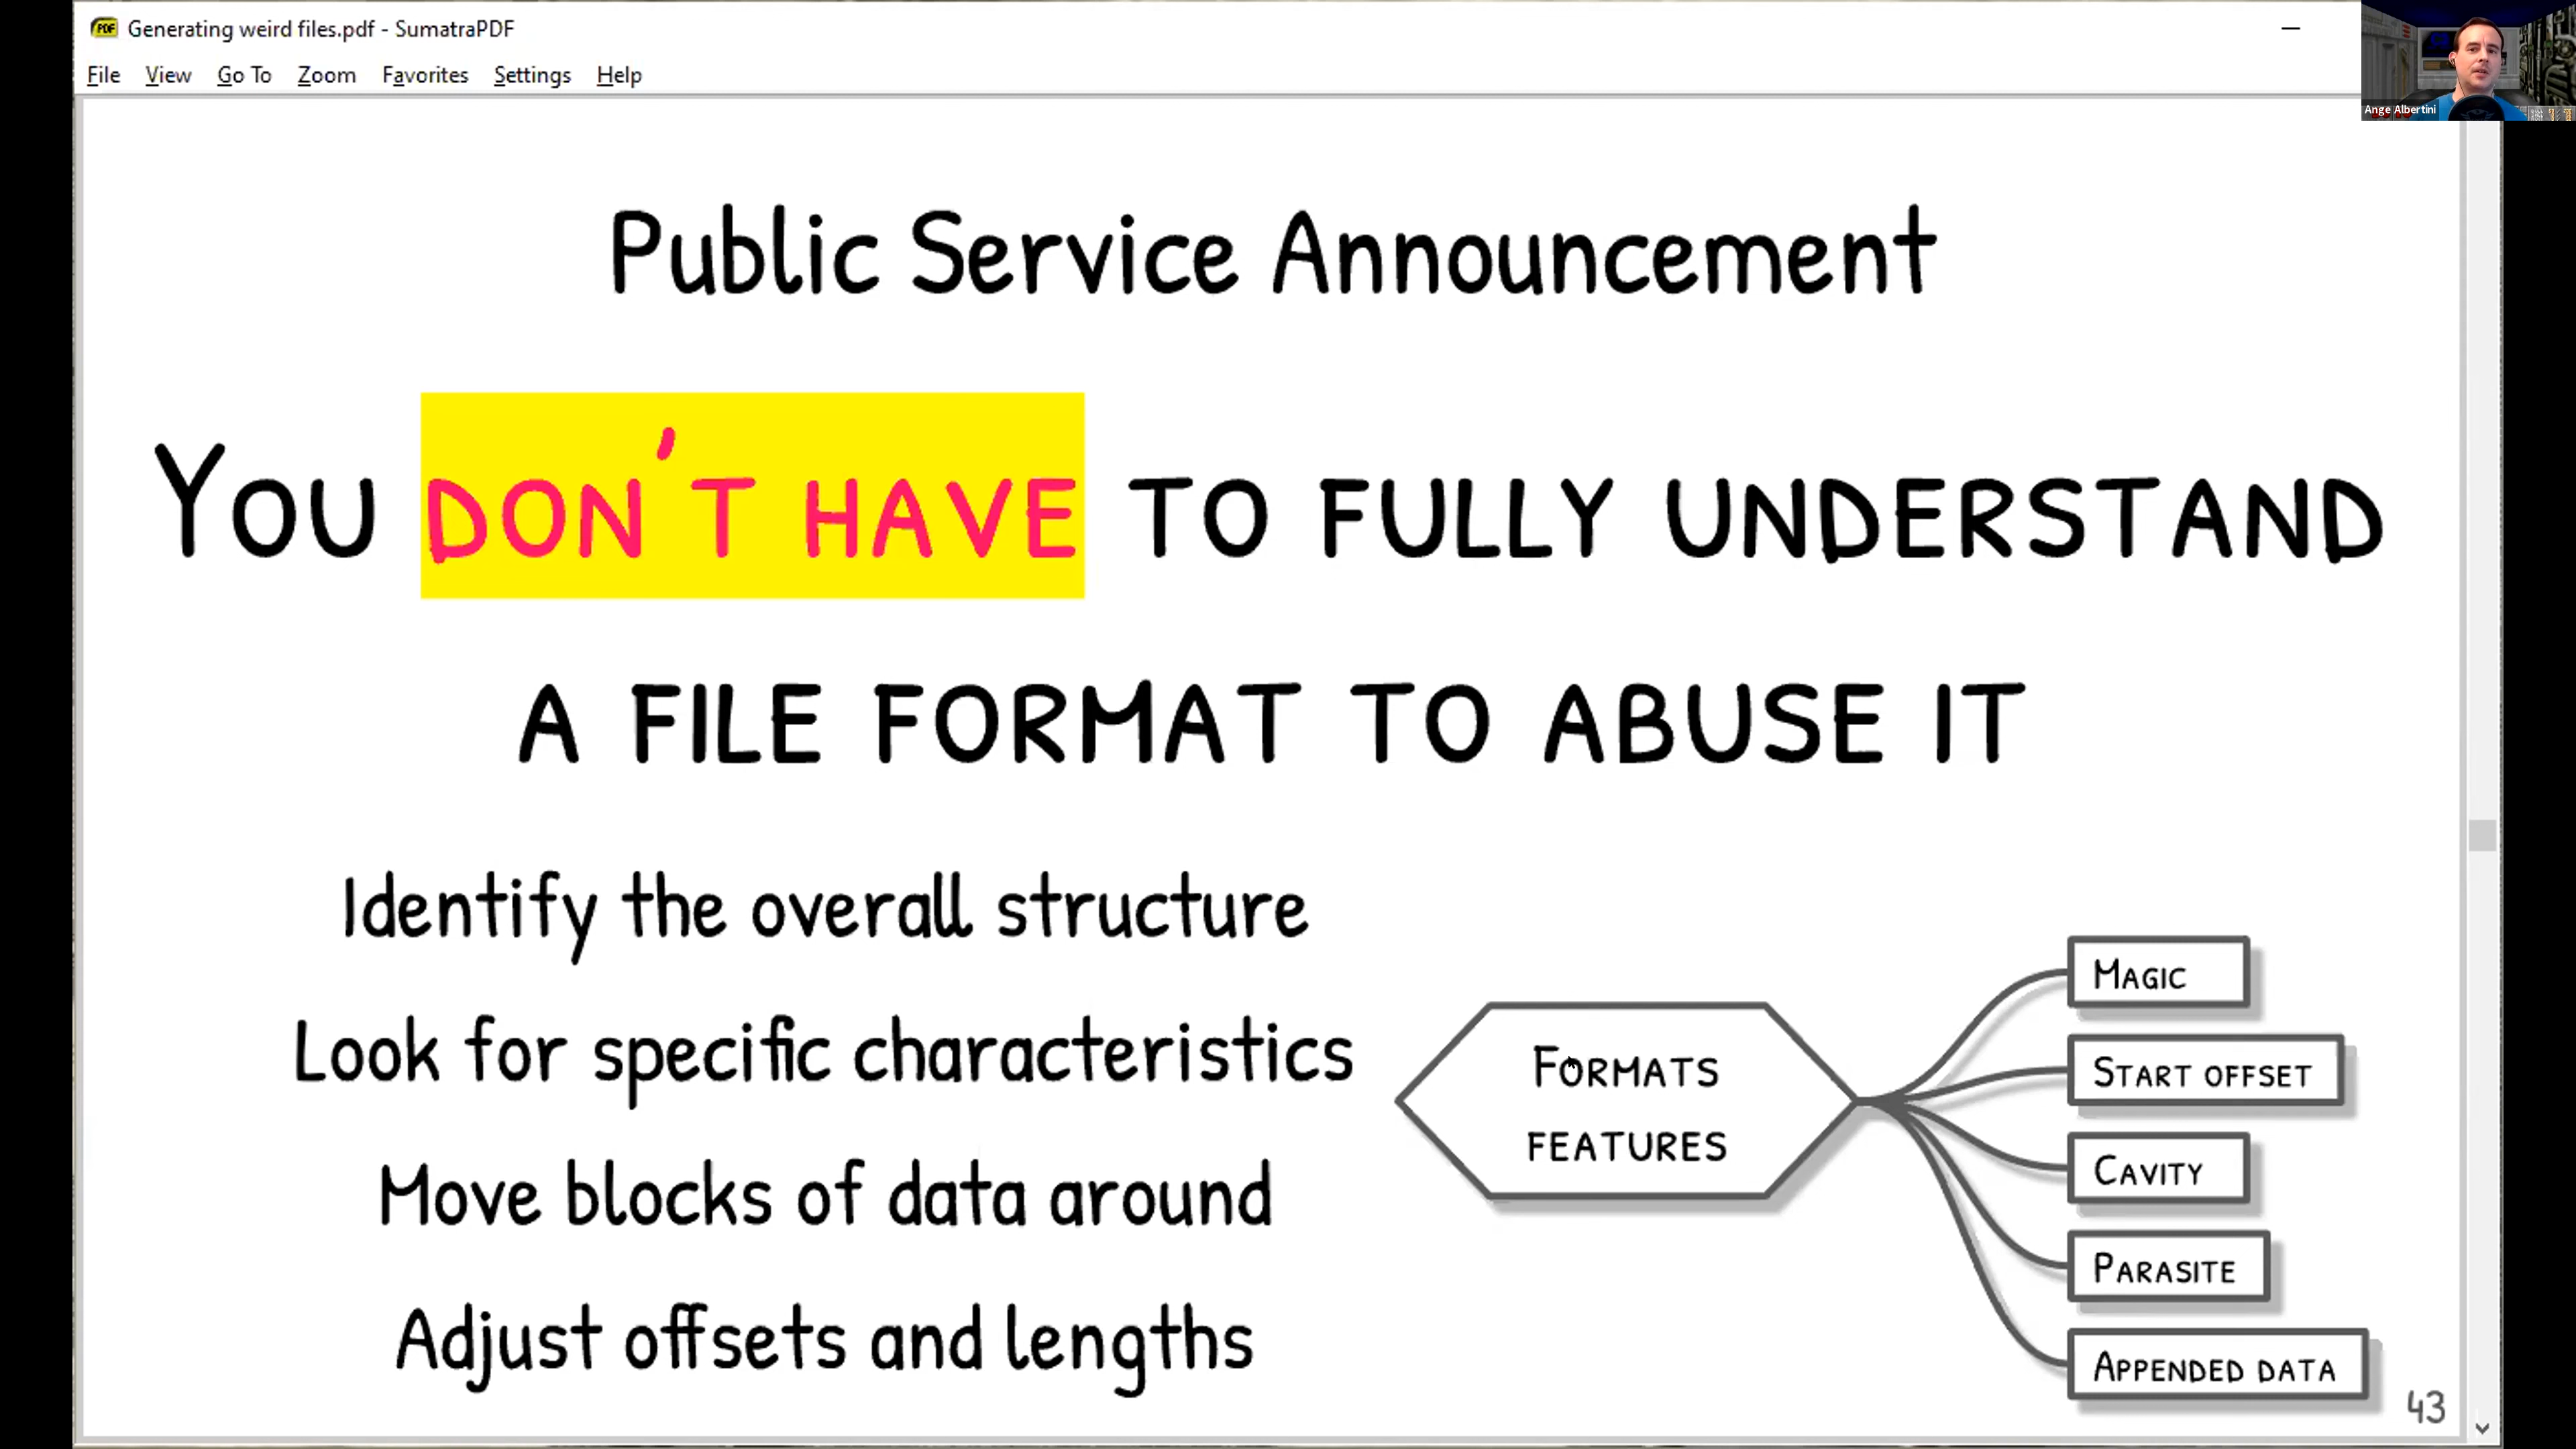 Generating weird files.pdf - SumatraPDF
File View Go To Zoom Favorites Settings Help
Ange Albertini
Public Service Announcement
You DON'T HAVE TO FULLY UNDERSTAND
A FILE FORMAT TO ABUSE IT
Identify the overall structure
Look for specific characteristics
Move blocks of data around
Adjust offsets and lengths
FORMATS
FEATURES
MAGIC
START OFFSET
CAVITY
PARASITE
APPENDED DATA
43